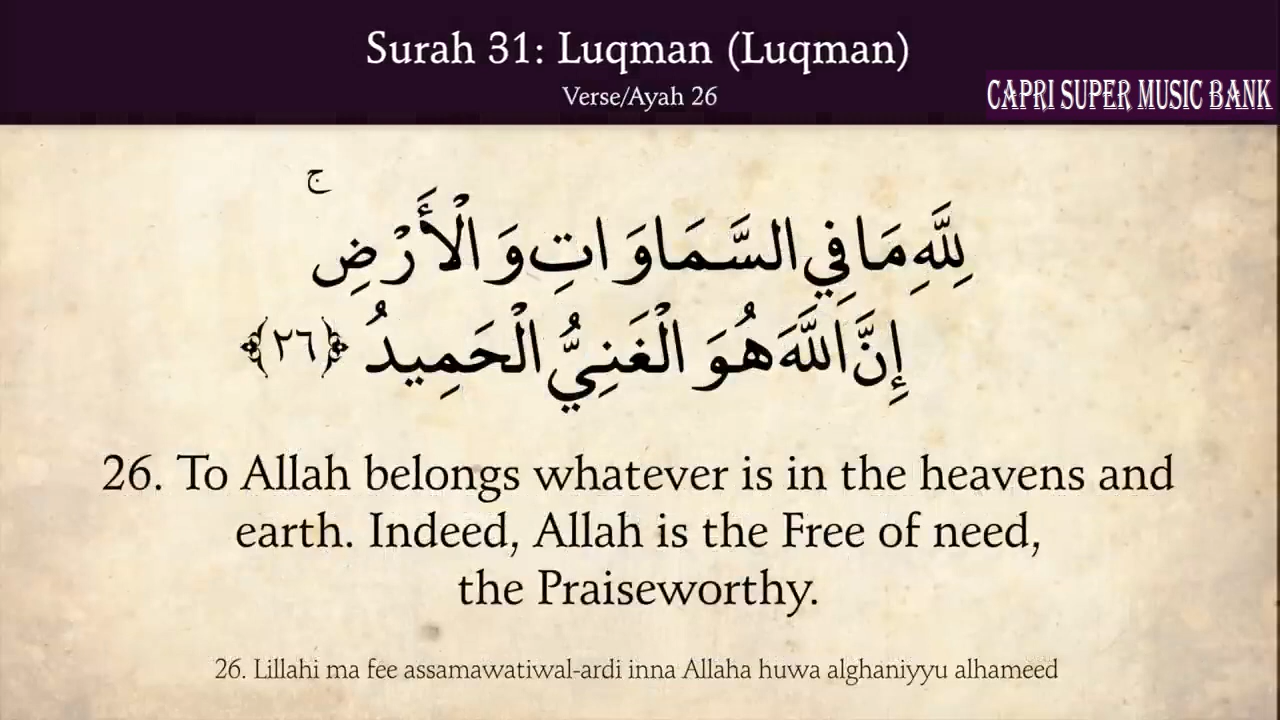 Surah 31: Luqman (Luqman)
Verse/Ayah 26
CAPRI SUPER MUSIC BANK
لِلَّهِ مَا فِي السَّمَاوَاتِ وَالْأَرْضِ ۚ
إِنَّ اللَّهَ هُوَ الْغَنِيُّ الْحَمِيدُ ﴿٢٦﴾
26. To Allah belongs whatever is in the heavens and
earth. Indeed, Allah is the Free of need,
the Praiseworthy.
26. Lillahi ma fee assamawatiwal-ardi inna Allaha huwa alghaniyyu alhameed